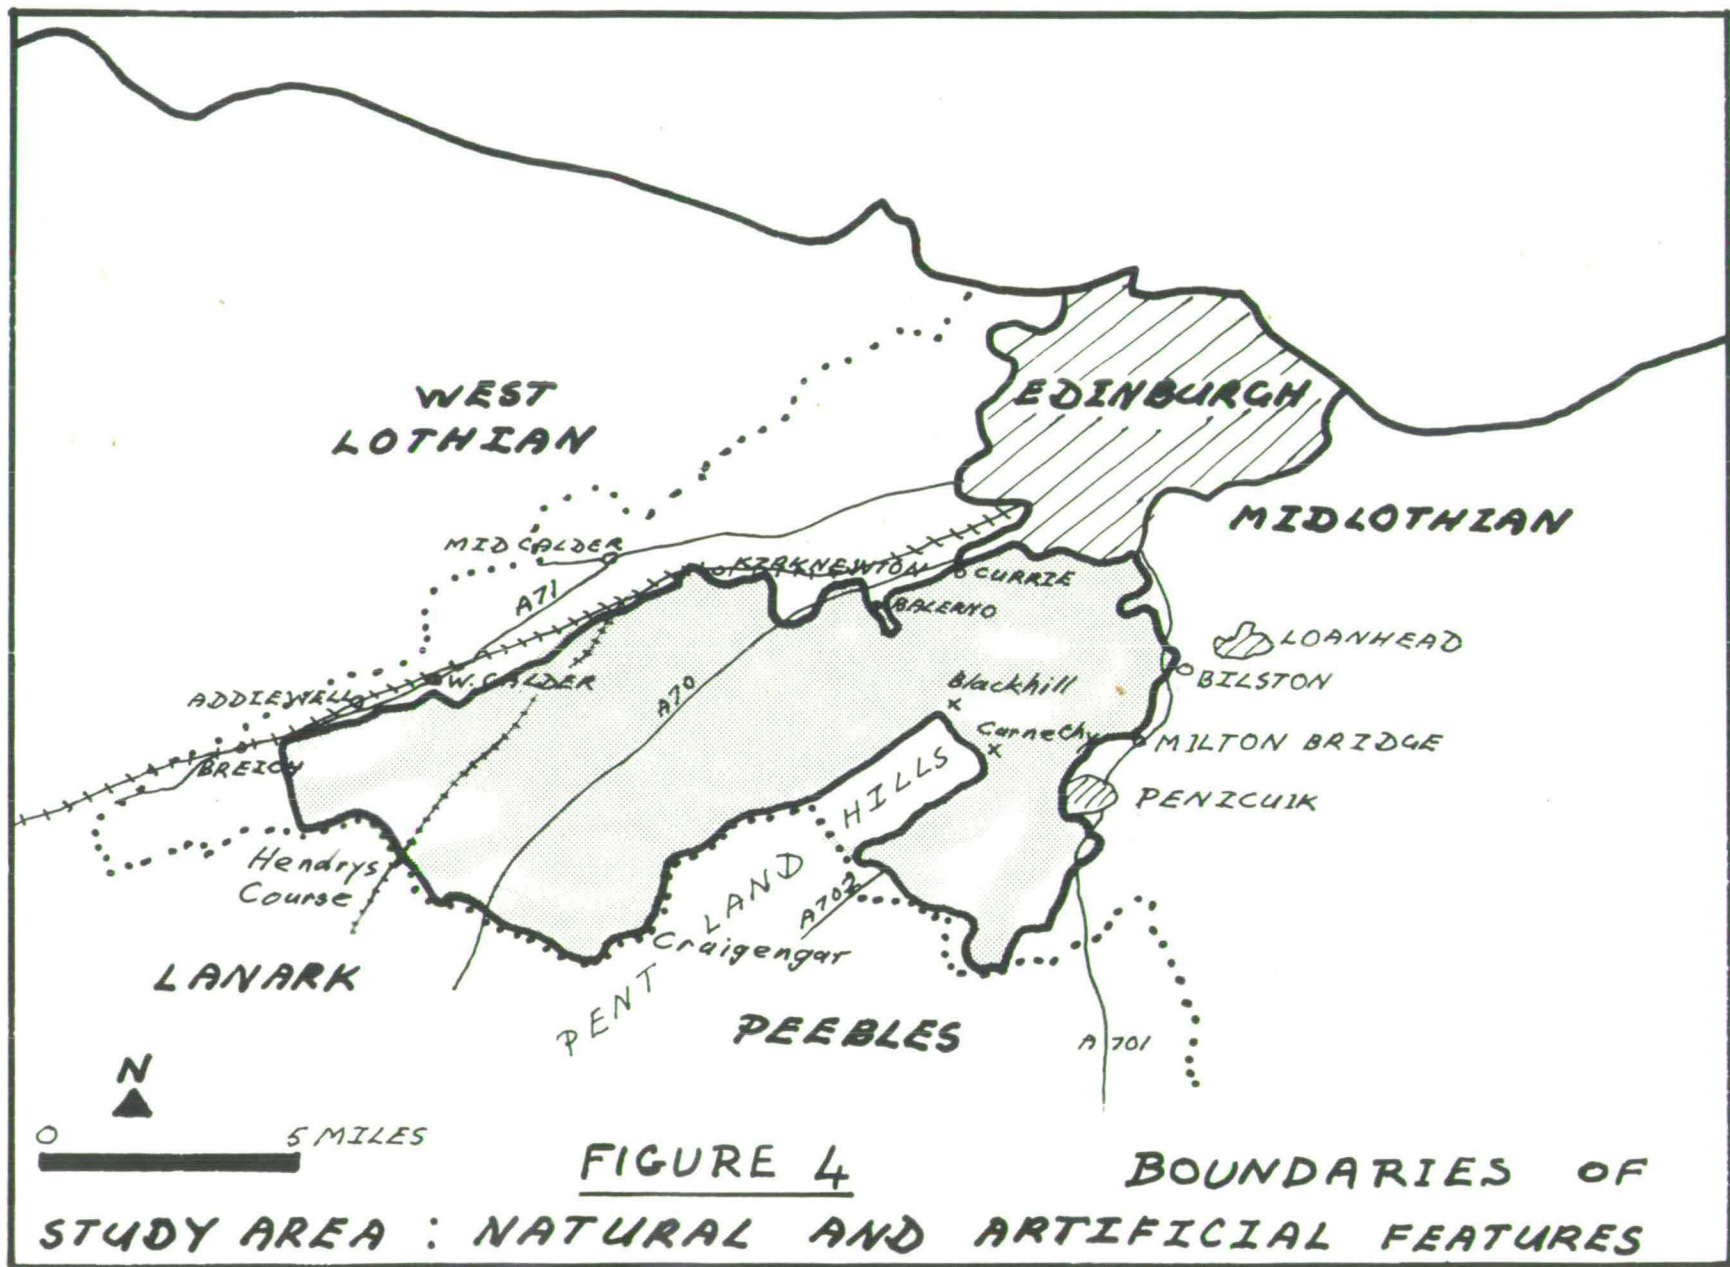 WEST
LOTHIAN
EDINBURGH
MIDLOTHIAN
MID CALDER
KIRKNEWTON
CURRIE
A71
BALERNO
LOANHEAD
ADDIEWELL
W. CALDER
A70
Blackhill
BILSTON
Carnethy
MILTON BRIDGE
BREICH
HILLS
PENICUIK
Hendrys
Course
PENT LAND
A702
Craigengar
LANARK
PEEBLES
A701
N
0 5 MILES
FIGURE 4 BOUNDARIES OF
STUDY AREA : NATURAL AND ARTIFICIAL FEATURES